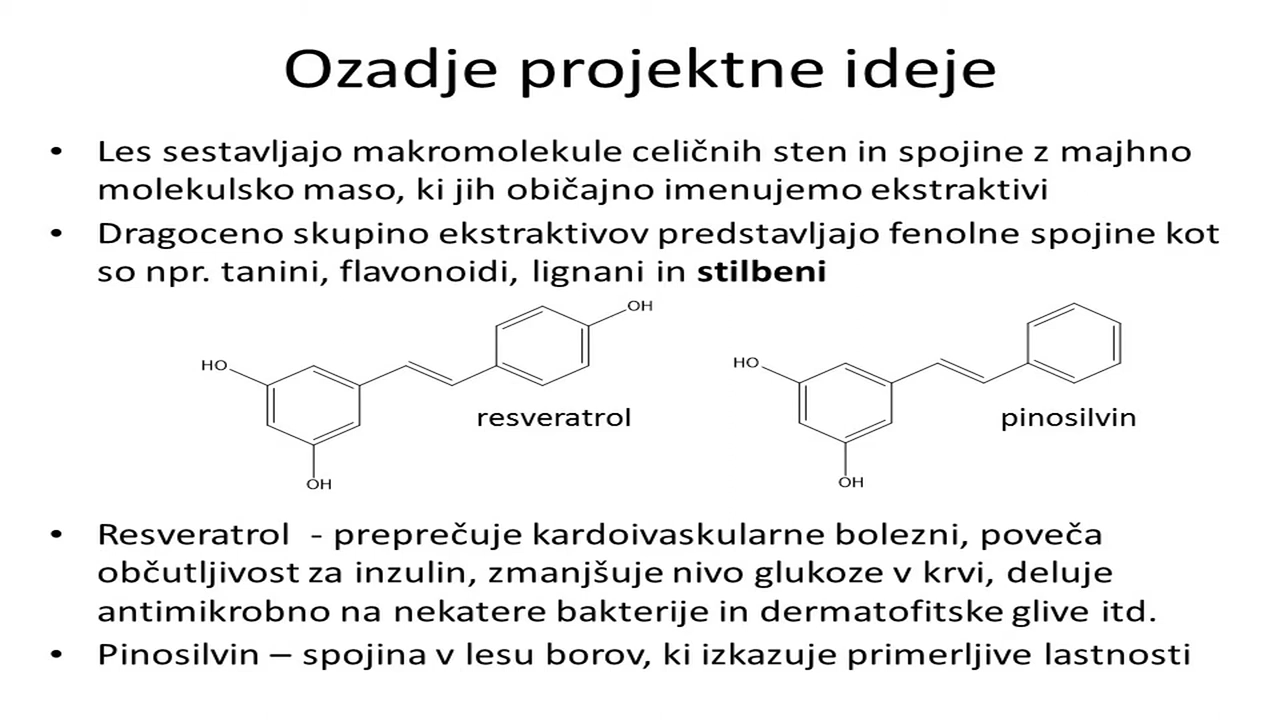 Ozadje projektne ideje
• Les sestavljajo makromolekule celičnih sten in spojine z majhno
molekulsko maso, ki jih običajno imenujemo ekstraktivi
• Dragoceno skupino ekstraktivov predstavljajo fenolne spojine kot
so npr. tanini, flavonoidi, lignani in stilbeni
OH
HO
resveratrol
OH
HO
pinosilvin
OH
• Resveratrol - preprečuje kardoivaskularne bolezni, poveča
občutljivost za inzulin, zmanjšuje nivo glukoze v krvi, deluje
antimikrobno na nekatere bakterije in dermatofitske glive itd.
• Pinosilvin – spojina v lesu borov, ki izkazuje primerljive lastnosti